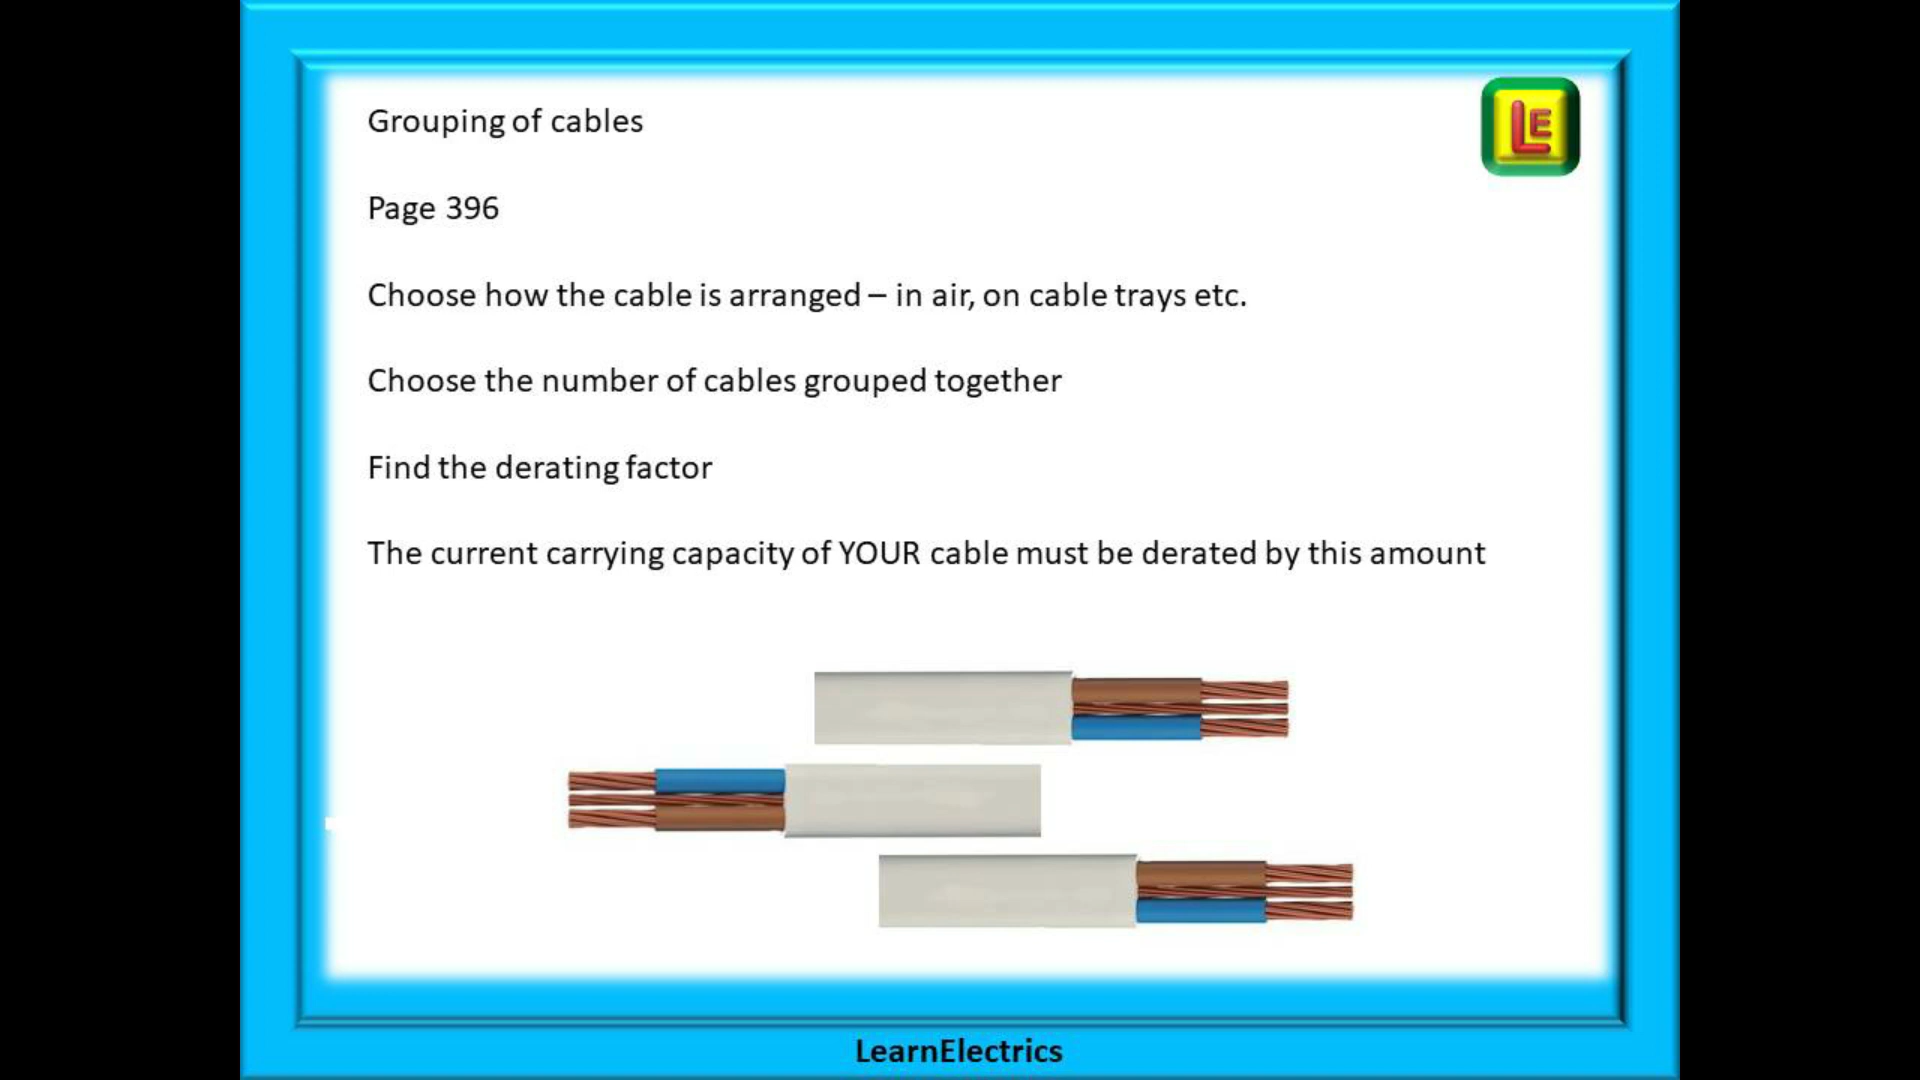 Grouping of cables
LE
Page 396
Choose how the cable is arranged – in air, on cable trays etc.
Choose the number of cables grouped together
Find the derating factor
The current carrying capacity of YOUR cable must be derated by this amount
LearnElectrics